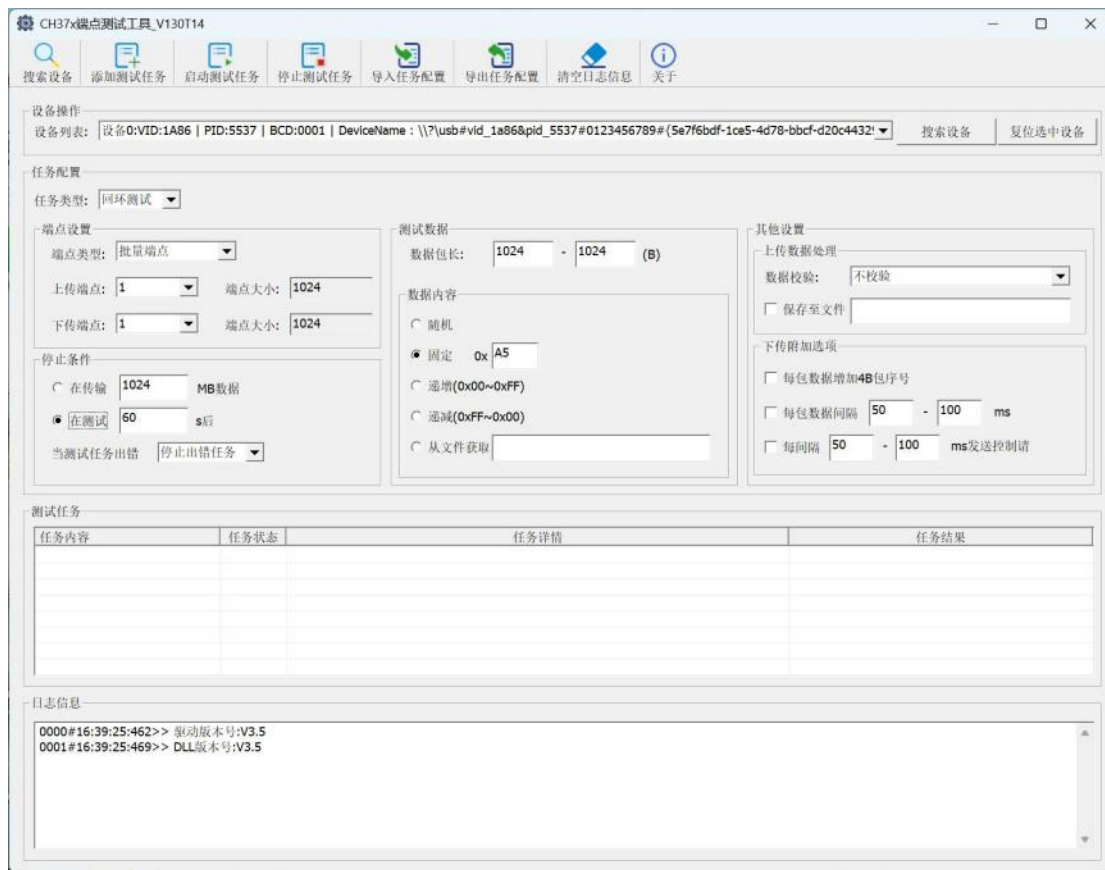 CH37x端点测试工具_V130T14
搜索设备 添加测试任务 启动测试任务 停止测试任务 导入任务配置 导出任务配置 清空日志信息 关于
设备操作
设备列表: 设备0:VID:1A86 | PID:5537 | BCD:0001 | DeviceName : \\?\usb#vid_1a86&pid_5537#0123456789#{5e7f6bdf-1ce5-4d78-bbcf-d20c4432 搜索设备 复位选中设备
任务配置
任务类型: 回环测试
端点设置
端点类型: 批量端点
上传端点: 1 端点大小: 1024
下传端点: 1 端点大小: 1024
停止条件
在传输 1024 MB数据
在测试 60 s后
当测试任务出错 停止出错任务
测试数据
数据包长: 1024 - 1024 (B)
数据内容
随机
固定 0x A5
递增(0x00~0xFF)
递减(0xFF~0x00)
从文件获取
其他设置
上传数据处理
数据校验: 不校验
保存至文件
下传附加选项
每包数据增加4B包序号
每包数据间隔 50 - 100 ms
每间隔 50 - 100 ms发送控制请
测试任务
任务内容 任务状态 任务详情 任务结果
日志信息
0000#16:39:25:462>> 驱动版本号:V3.5
0001#16:39:25:469>> DLL版本号:V3.5